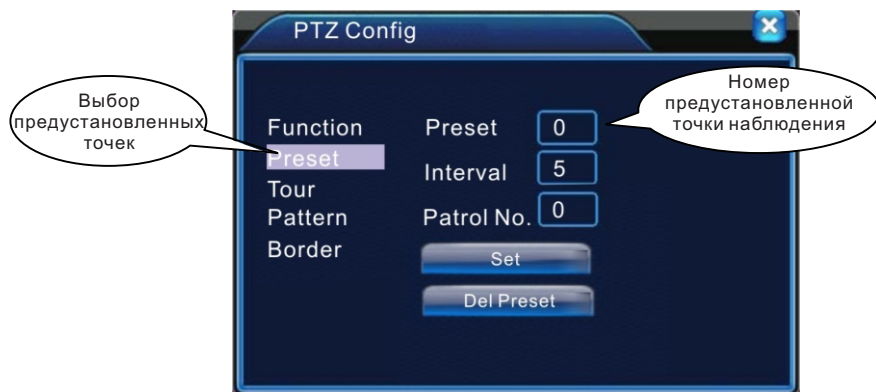 PTZ Config
Выбор
предустановленных
точек
Номер
предустановленной
точки наблюдения
Function
Preset
Tour
Pattern
Border
Preset 0
Interval 5
Patrol No. 0
Set
Del Preset